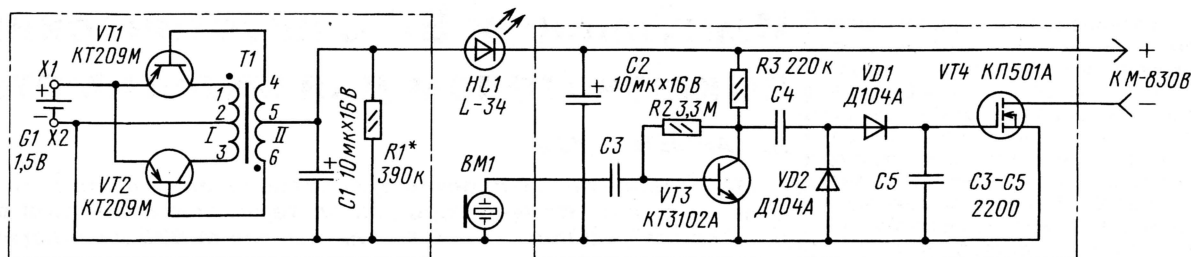 VT1
КТ209М
X1
+
−
G1 X2
1,5В
VT2
КТ209М
T1
1
2
3
I
4
5
6
II
+
C1 10мк×16В
R1*
390к
HL1
L-34
BM1
+
C2
10мк×16В
R3 220к
R2 3,3М
C3
VT3
КТ3102А
C4
VD1
Д104А
VD2
Д104А
C5
VT4 КП501А
C3-C5
2200
+
КМ-830В
−